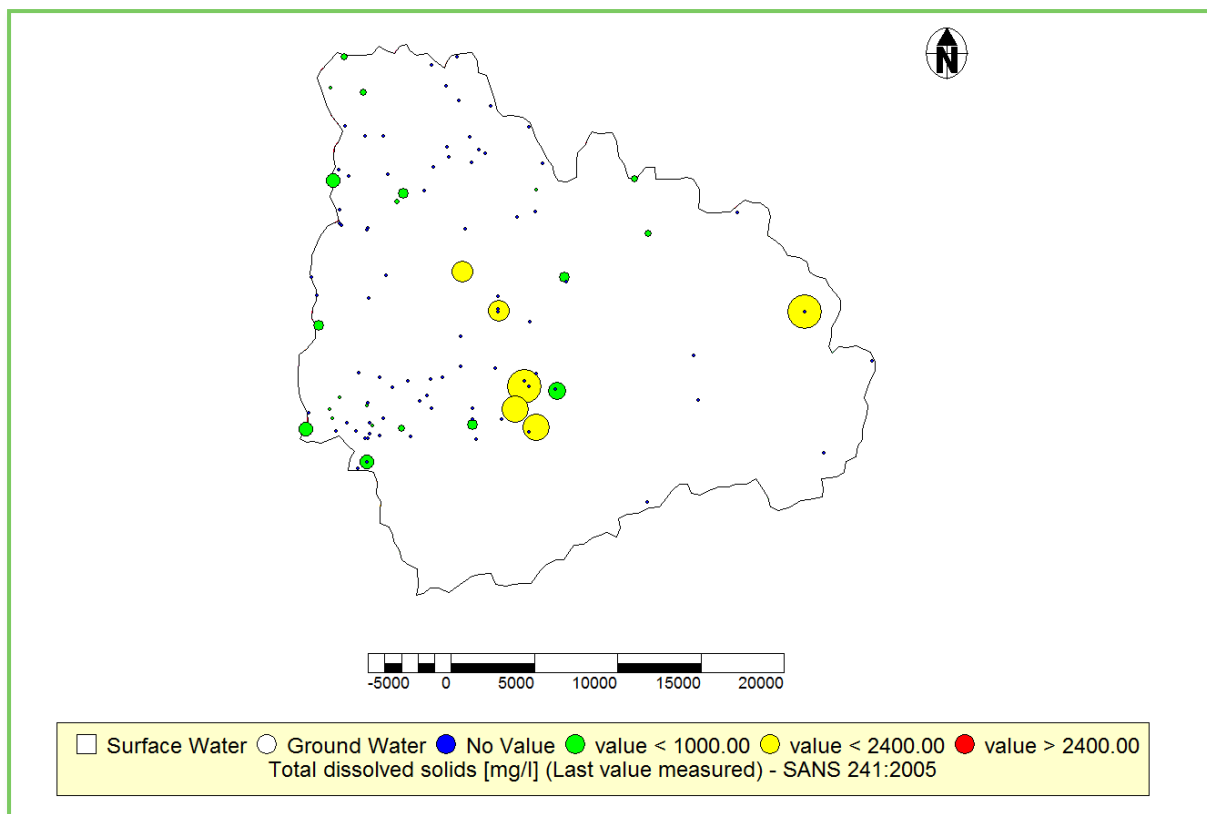 N
-5000 0 5000 10000 15000 20000
Surface Water Ground Water No Value value < 1000.00 value < 2400.00 value > 2400.00
Total dissolved solids [mg/l] (Last value measured) - SANS 241:2005